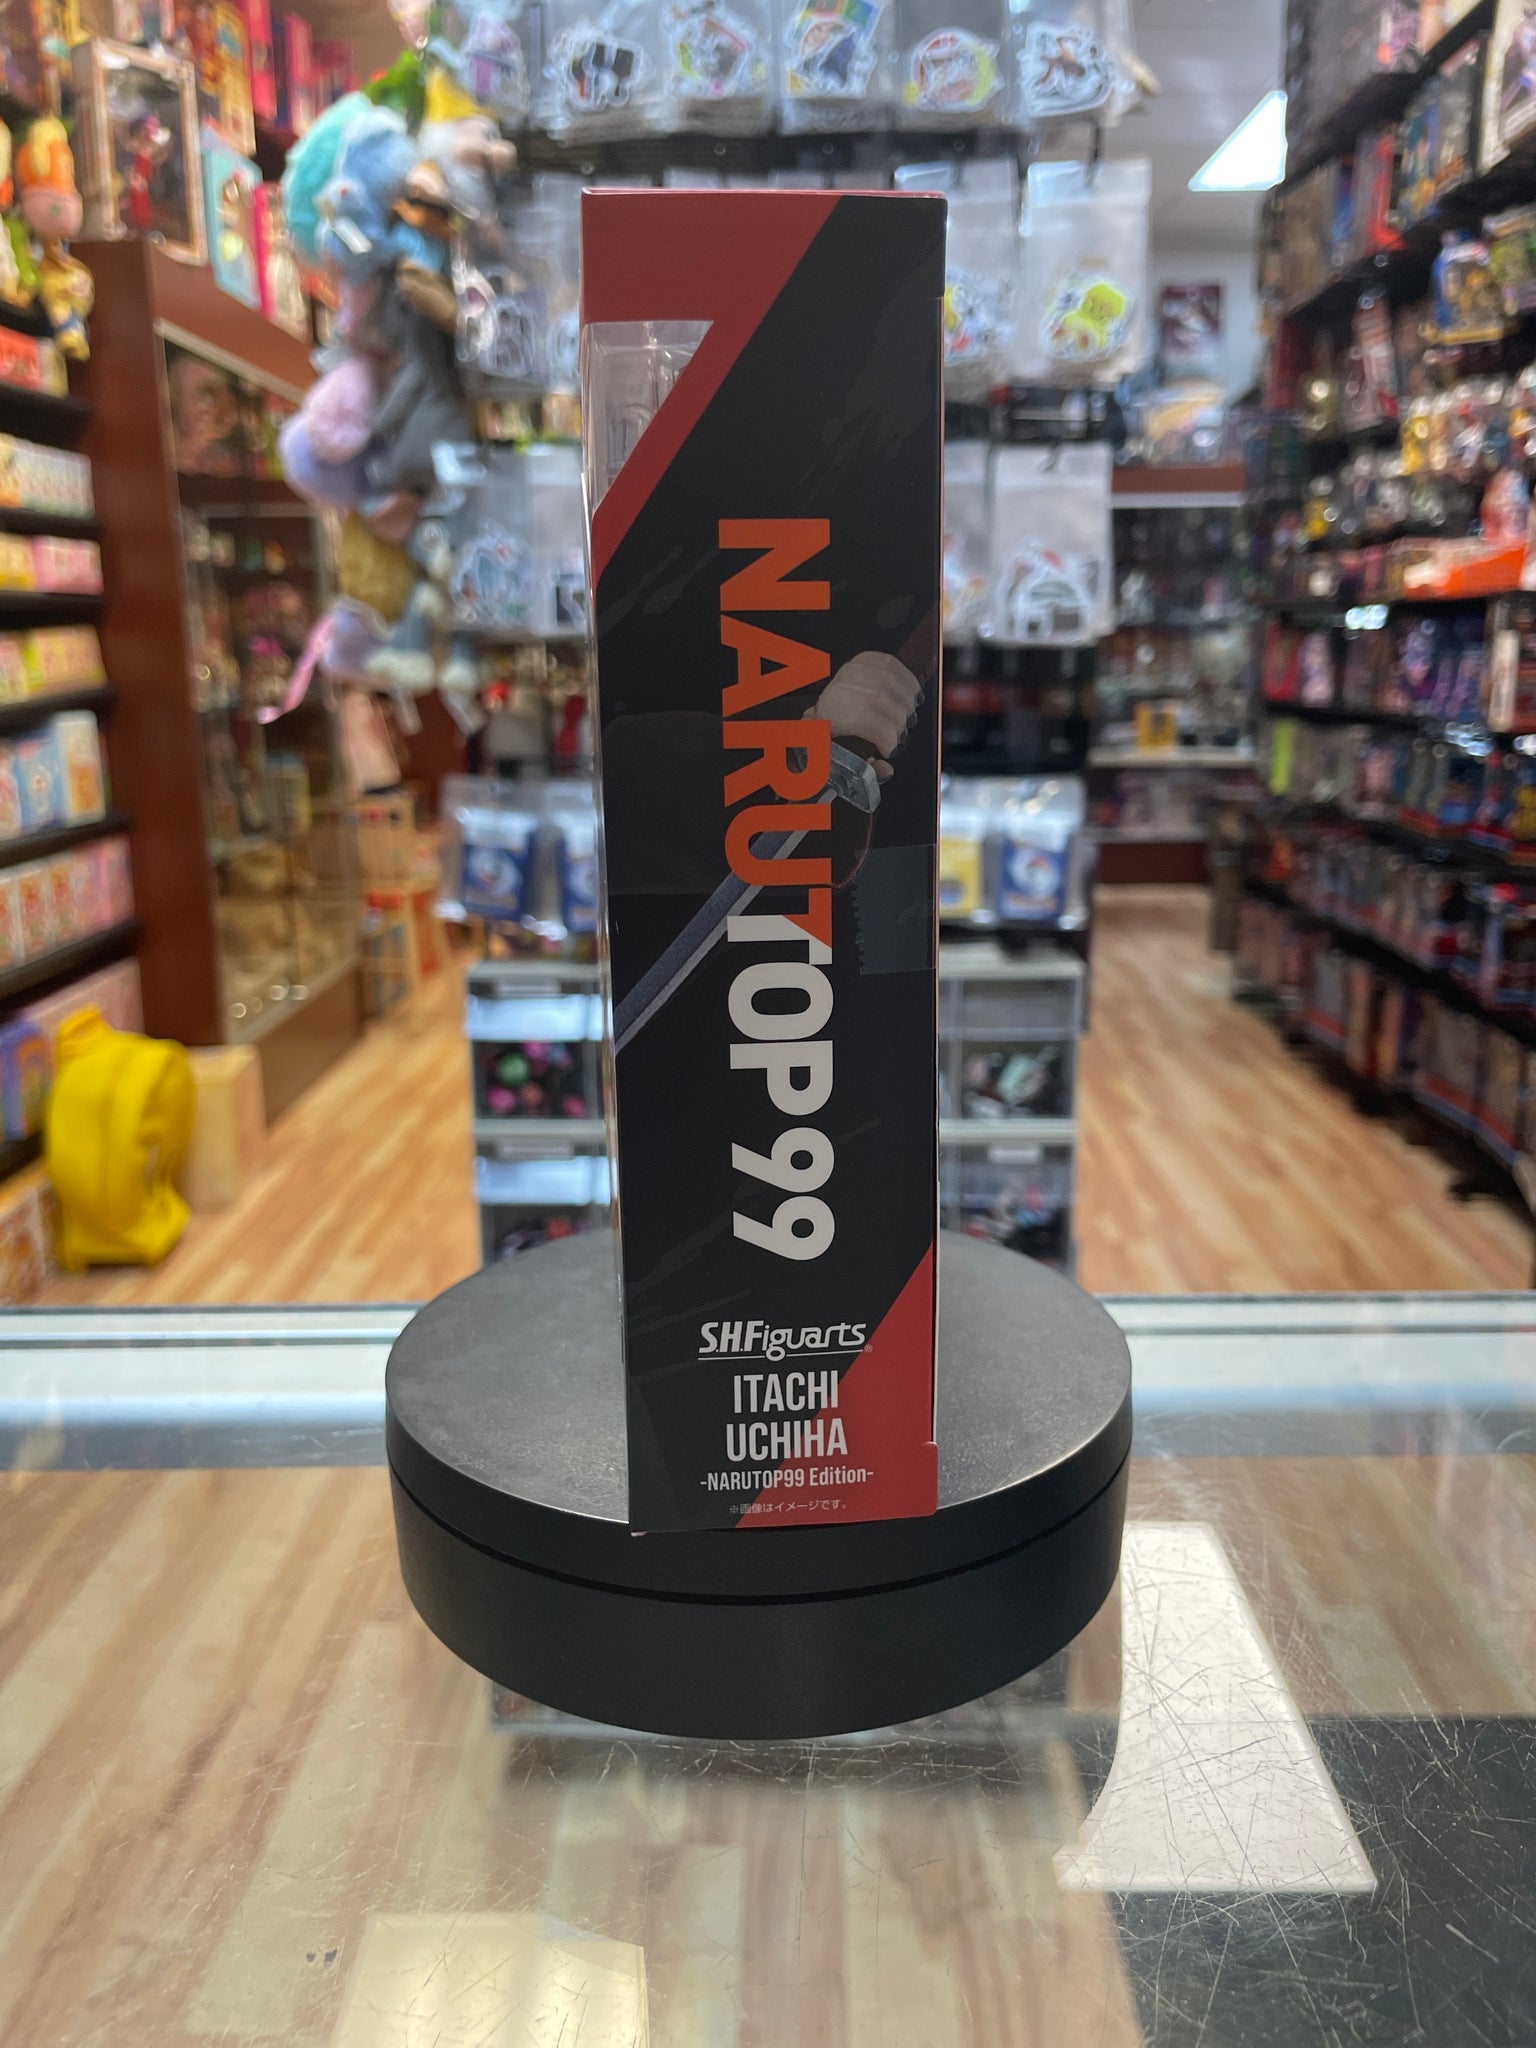 NARUTOP99
S.H.Figuarts®
ITACHI
UCHIHA
-NARUTOP99 Edition-
※画像はイメージです。